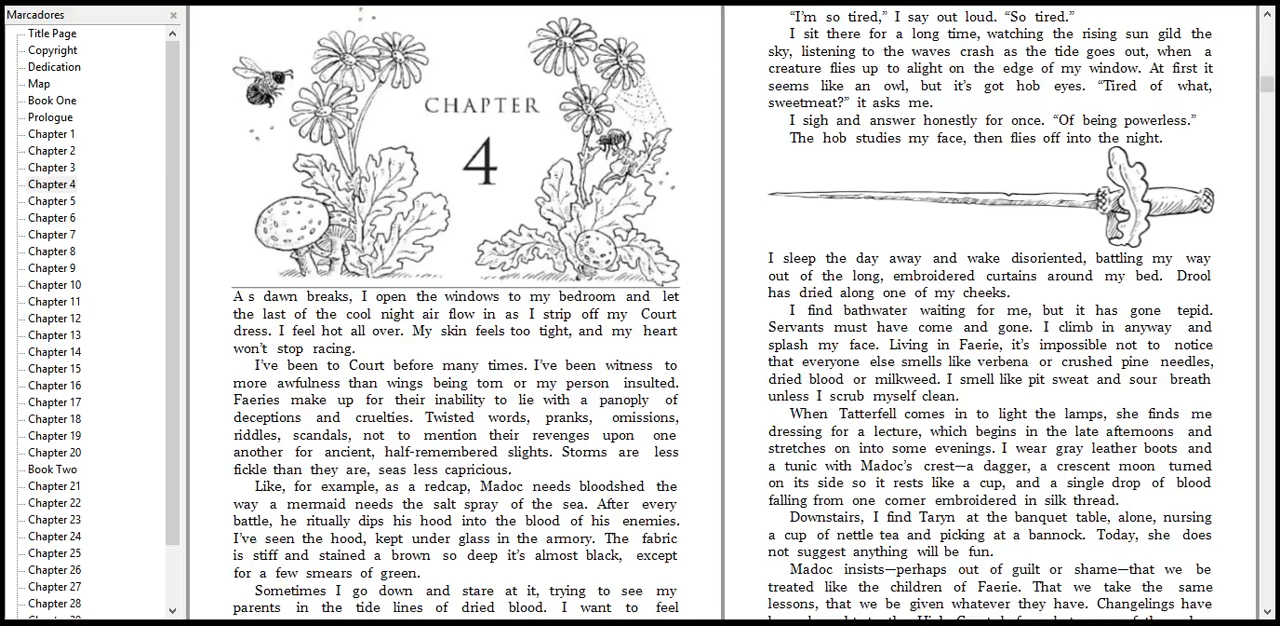 Marcadores
Title Page
Copyright
Dedication
Map
Book One
Prologue
Chapter 1
Chapter 2
Chapter 3
Chapter 4
Chapter 5
Chapter 6
Chapter 7
Chapter 8
Chapter 9
Chapter 10
Chapter 11
Chapter 12
Chapter 13
Chapter 14
Chapter 15
Chapter 16
Chapter 17
Chapter 18
Chapter 19
Chapter 20
Book Two
Chapter 21
Chapter 22
Chapter 23
Chapter 24
Chapter 25
Chapter 26
Chapter 27
Chapter 28
CHAPTER
4
As dawn breaks, I open the windows to my bedroom and let
the last of the cool night air flow in as I strip off my Court
dress. I feel hot all over. My skin feels too tight, and my heart
won’t stop racing.
I’ve been to Court before many times. I’ve been witness to
more awfulness than wings being torn or my person insulted.
Faeries make up for their inability to lie with a panoply of
deceptions and cruelties. Twisted words, pranks, omissions,
riddles, scandals, not to mention their revenges upon one
another for ancient, half-remembered slights. Storms are less
fickle than they are, seas less capricious.
Like, for example, as a redcap, Madoc needs bloodshed the
way a mermaid needs the salt spray of the sea. After every
battle, he ritually dips his hood into the blood of his enemies.
I’ve seen the hood, kept under glass in the armory. The fabric
is stiff and stained a brown so deep it’s almost black, except
for a few smears of green.
Sometimes I go down and stare at it, trying to see my
parents in the tide lines of dried blood. I want to feel
“I’m so tired,” I say out loud. “So tired.”
I sit there for a long time, watching the rising sun gild the
sky, listening to the waves crash as the tide goes out, when a
creature flies up to alight on the edge of my window. At first it
seems like an owl, but it’s got hob eyes. “Tired of what,
sweetmeat?” it asks me.
I sigh and answer honestly for once. “Of being powerless.”
The hob studies my face, then flies off into the night.
I sleep the day away and wake disoriented, battling my way
out of the long, embroidered curtains around my bed. Drool
has dried along one of my cheeks.
I find bathwater waiting for me, but it has gone tepid.
Servants must have come and gone. I climb in anyway and
splash my face. Living in Faerie, it’s impossible not to notice
that everyone else smells like verbena or crushed pine needles,
dried blood or milkweed. I smell like pit sweat and sour breath
unless I scrub myself clean.
When Tatterfell comes in to light the lamps, she finds me
dressing for a lecture, which begins in the late afternoons and
stretches on into some evenings. I wear gray leather boots and
a tunic with Madoc’s crest—a dagger, a crescent moon turned
on its side so it rests like a cup, and a single drop of blood
falling from one corner embroidered in silk thread.
Downstairs, I find Taryn at the banquet table, alone, nursing
a cup of nettle tea and picking at a bannock. Today, she does
not suggest anything will be fun.
Madoc insists—perhaps out of guilt or shame—that we be
treated like the children of Faerie. That we take the same
lessons, that we be given whatever they have. Changelings have